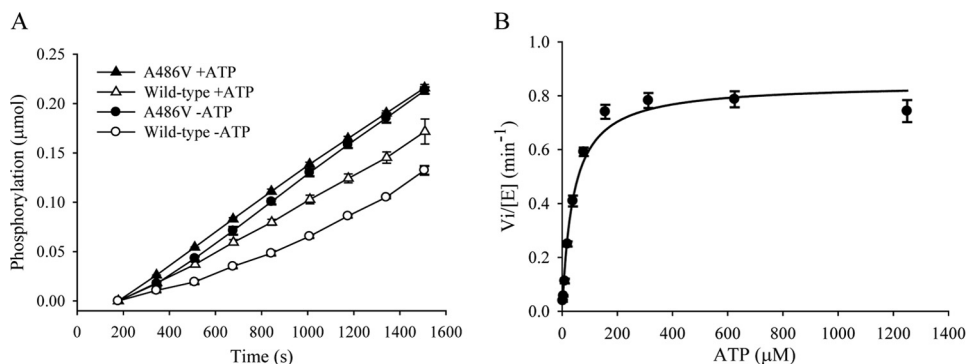 A
0.25
0.20
0.15
0.10
0.05
0.00
Phosphorylation (μmol)
A486V +ATP
Wild-type +ATP
A486V -ATP
Wild-type -ATP
0 200 400 600 800 1000 1200 1400 1600
Time (s)
B
1.0
0.8
0.6
0.4
0.2
0.0
Vi/[E] (min⁻¹)
0 200 400 600 800 1000 1200 1400
ATP (μM)